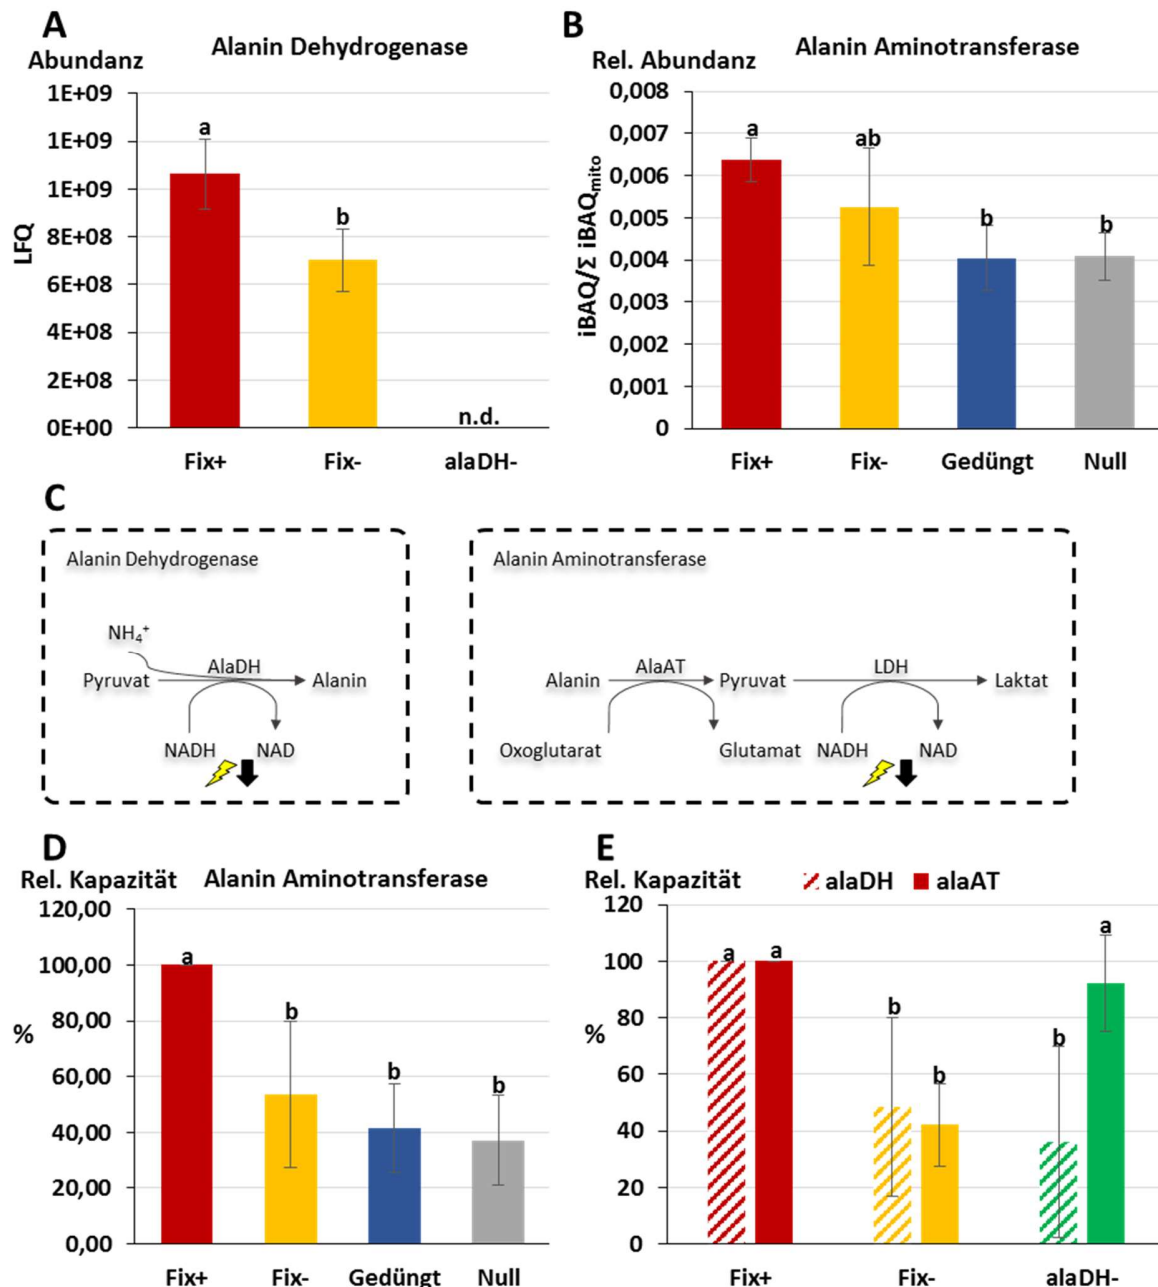 A
Alanin Dehydrogenase
Abundanz
1E+09
1E+09
1E+09
8E+08
6E+08
4E+08
2E+08
0E+00
LFQ
a
b
n.d.
Fix+ Fix- alaDH-
B
Alanin Aminotransferase
Rel. Abundanz
0,008
0,007
0,006
0,005
0,004
0,003
0,002
0,001
0
iBAQ/Σ iBAQmito
a
ab
b
b
Fix+ Fix- Gedüngt Null
C
Alanin Dehydrogenase
NH₄⁺
AlaDH
Pyruvat Alanin
NADH NAD
Alanin Aminotransferase
AlaAT LDH
Alanin Pyruvat Laktat
Oxoglutarat Glutamat NADH NAD
D
Rel. Kapazität Alanin Aminotransferase
120,00
100,00
80,00
60,00
40,00
20,00
0,00
%
a
b
b
b
Fix+ Fix- Gedüngt Null
E
Rel. Kapazität alaDH alaAT
120
100
80
60
40
20
0
%
a a
b
b
b
a
Fix+ Fix- alaDH-